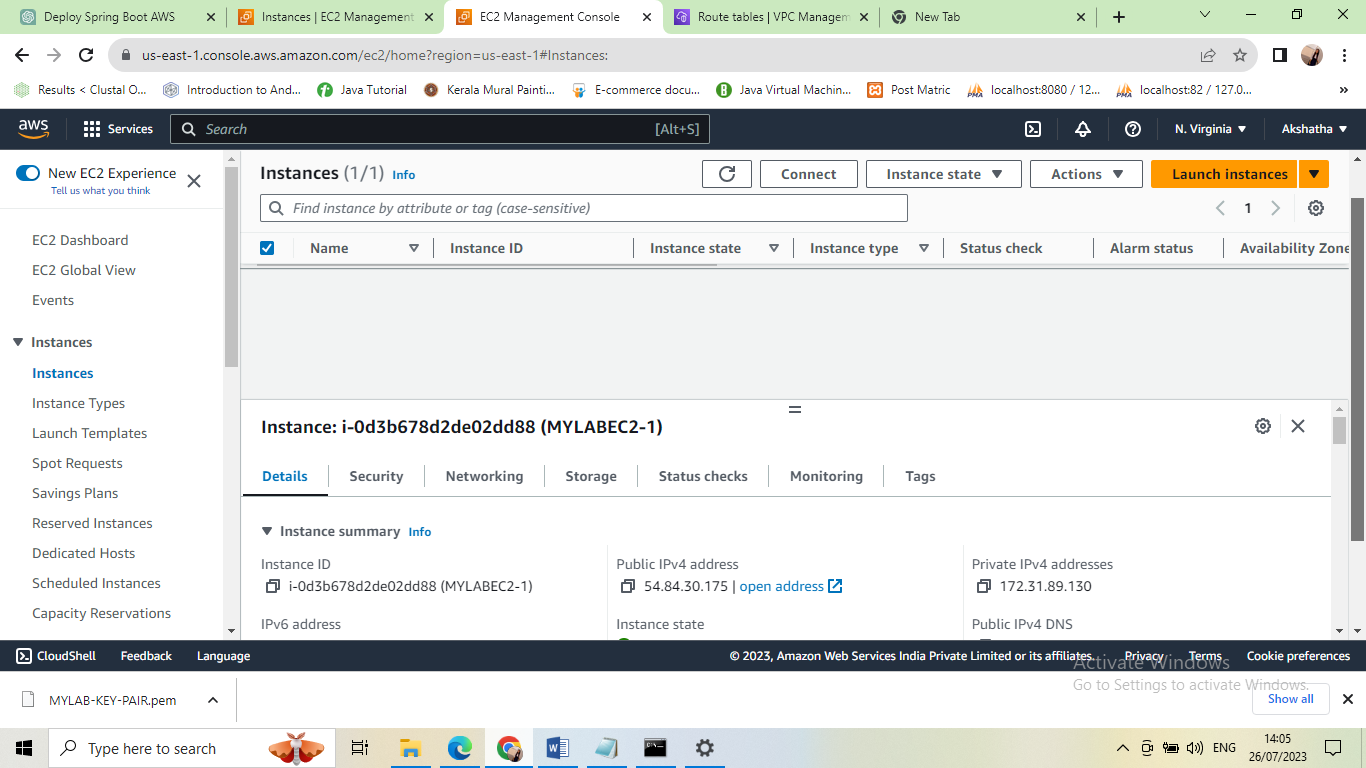 Deploy Spring Boot AWS
Instances | EC2 Management
EC2 Management Console
Route tables | VPC Managem
New Tab
us-east-1.console.aws.amazon.com/ec2/home?region=us-east-1#Instances:
Results < Clustal O...
Introduction to And...
Java Tutorial
Kerala Mural Painti...
E-commerce docu...
Java Virtual Machin...
Post Matric
localhost:8080 / 12...
localhost:82 / 127.0...
»
aws
Services
Search
[Alt+S]
N. Virginia
Akshatha
New EC2 Experience
Tell us what you think
EC2 Dashboard
EC2 Global View
Events
Instances
Instances
Instance Types
Launch Templates
Spot Requests
Savings Plans
Reserved Instances
Dedicated Hosts
Scheduled Instances
Capacity Reservations
Instances (1/1) Info
Connect
Instance state
Actions
Launch instances
Find instance by attribute or tag (case-sensitive)
1
Name
Instance ID
Instance state
Instance type
Status check
Alarm status
Availability Zone
Instance: i-0d3b678d2de02dd88 (MYLABEC2-1)
Details
Security
Networking
Storage
Status checks
Monitoring
Tags
Instance summary Info
Instance ID
i-0d3b678d2de02dd88 (MYLABEC2-1)
Public IPv4 address
54.84.30.175 | open address
Private IPv4 addresses
172.31.89.130
IPv6 address
Instance state
Public IPv4 DNS
CloudShell
Feedback
Language
© 2023, Amazon Web Services India Private Limited or its affiliates.
Privacy
Terms
Cookie preferences
Activate Windows
Go to Settings to activate Windows.
MYLAB-KEY-PAIR.pem
Show all
Type here to search
ENG
14:05
26/07/2023